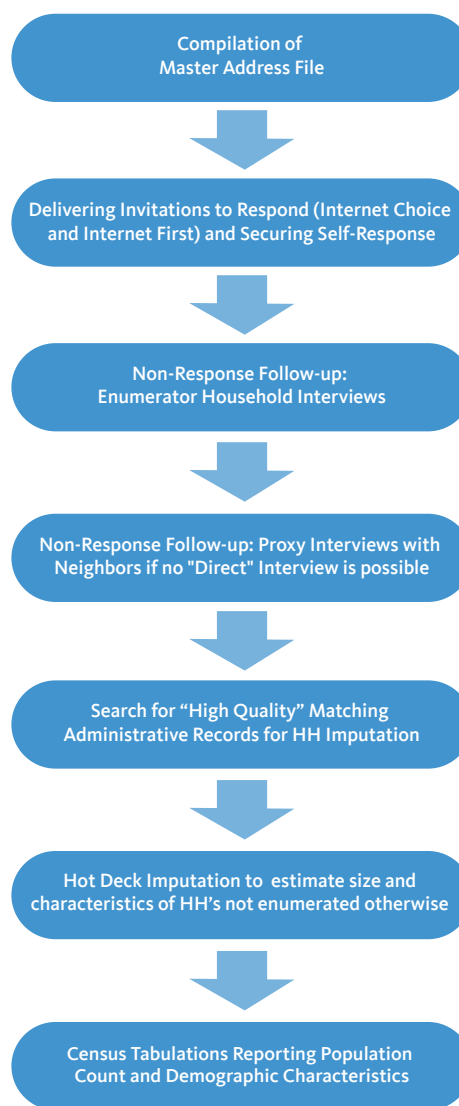 Compilation of
Master Address File
Delivering Invitations to Respond (Internet Choice
and Internet First) and Securing Self-Response
Non-Response Follow-up:
Enumerator Household Interviews
Non-Response Follow-up: Proxy Interviews with
Neighbors if no "Direct" Interview is possible
Search for “High Quality” Matching
Administrative Records for HH Imputation
Hot Deck Imputation to estimate size and
characteristics of HH’s not enumerated otherwise
Census Tabulations Reporting Population
Count and Demographic Characteristics